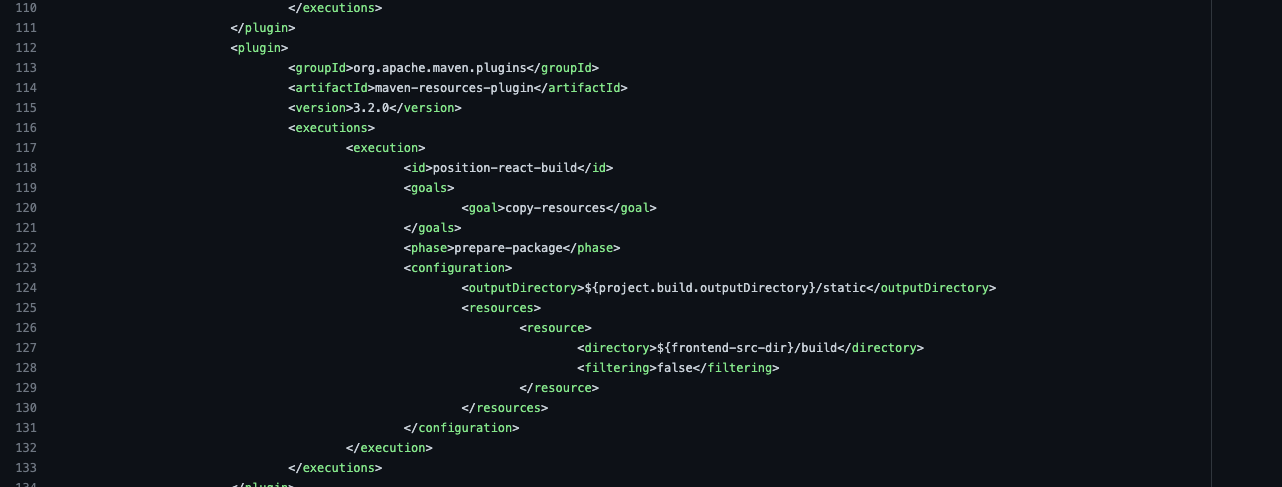 110 </executions>
111 </plugin>
112 <plugin>
113 <groupId>org.apache.maven.plugins</groupId>
114 <artifactId>maven-resources-plugin</artifactId>
115 <version>3.2.0</version>
116 <executions>
117 <execution>
118 <id>position-react-build</id>
119 <goals>
120 <goal>copy-resources</goal>
121 </goals>
122 <phase>prepare-package</phase>
123 <configuration>
124 <outputDirectory>${project.build.outputDirectory}/static</outputDirectory>
125 <resources>
126 <resource>
127 <directory>${frontend-src-dir}/build</directory>
128 <filtering>false</filtering>
129 </resource>
130 </resources>
131 </configuration>
132 </execution>
133 </executions>
134 </plugin>